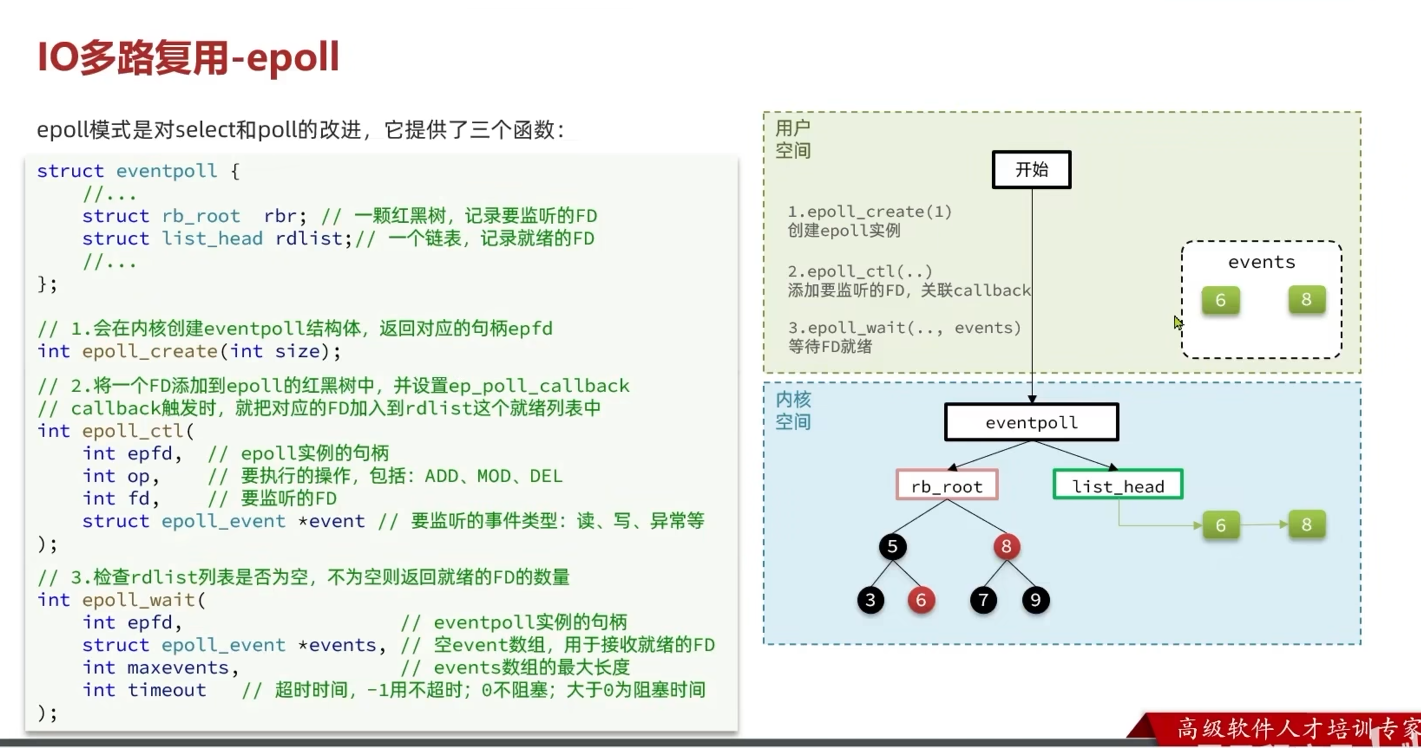 IO多路复用-epoll
epoll模式是对select和poll的改进，它提供了三个函数：
struct eventpoll {
//...
struct rb_root  rbr; // 一颗红黑树，记录要监听的FD
struct list_head rdlist;// 一个链表，记录就绪的FD
//...
};
// 1.会在内核创建eventpoll结构体，返回对应的句柄epfd
int epoll_create(int size);
// 2.将一个FD添加到epoll的红黑树中，并设置ep_poll_callback
// callback触发时，就把对应的FD加入到rdlist这个就绪列表中
int epoll_ctl(
int epfd,  // epoll实例的句柄
int op,    // 要执行的操作，包括：ADD、MOD、DEL
int fd,    // 要监听的FD
struct epoll_event *event // 要监听的事件类型：读、写、异常等
);
// 3.检查rdlist列表是否为空，不为空则返回就绪的FD的数量
int epoll_wait(
int epfd,                   // eventpoll实例的句柄
struct epoll_event *events, // 空event数组，用于接收就绪的FD
int maxevents,              // events数组的最大长度
int timeout   // 超时时间，-1用不超时；0不阻塞；大于0为阻塞时间
);
用户
空间
开始
1.epoll_create(1)
创建epoll实例
2.epoll_ctl(..)
添加要监听的FD，关联callback
3.epoll_wait(.., events)
等待FD就绪
events
6 8
内核
空间
eventpoll
rb_root
list_head
6 8
5 8
3 6 7 9
高级软件人才培训专家